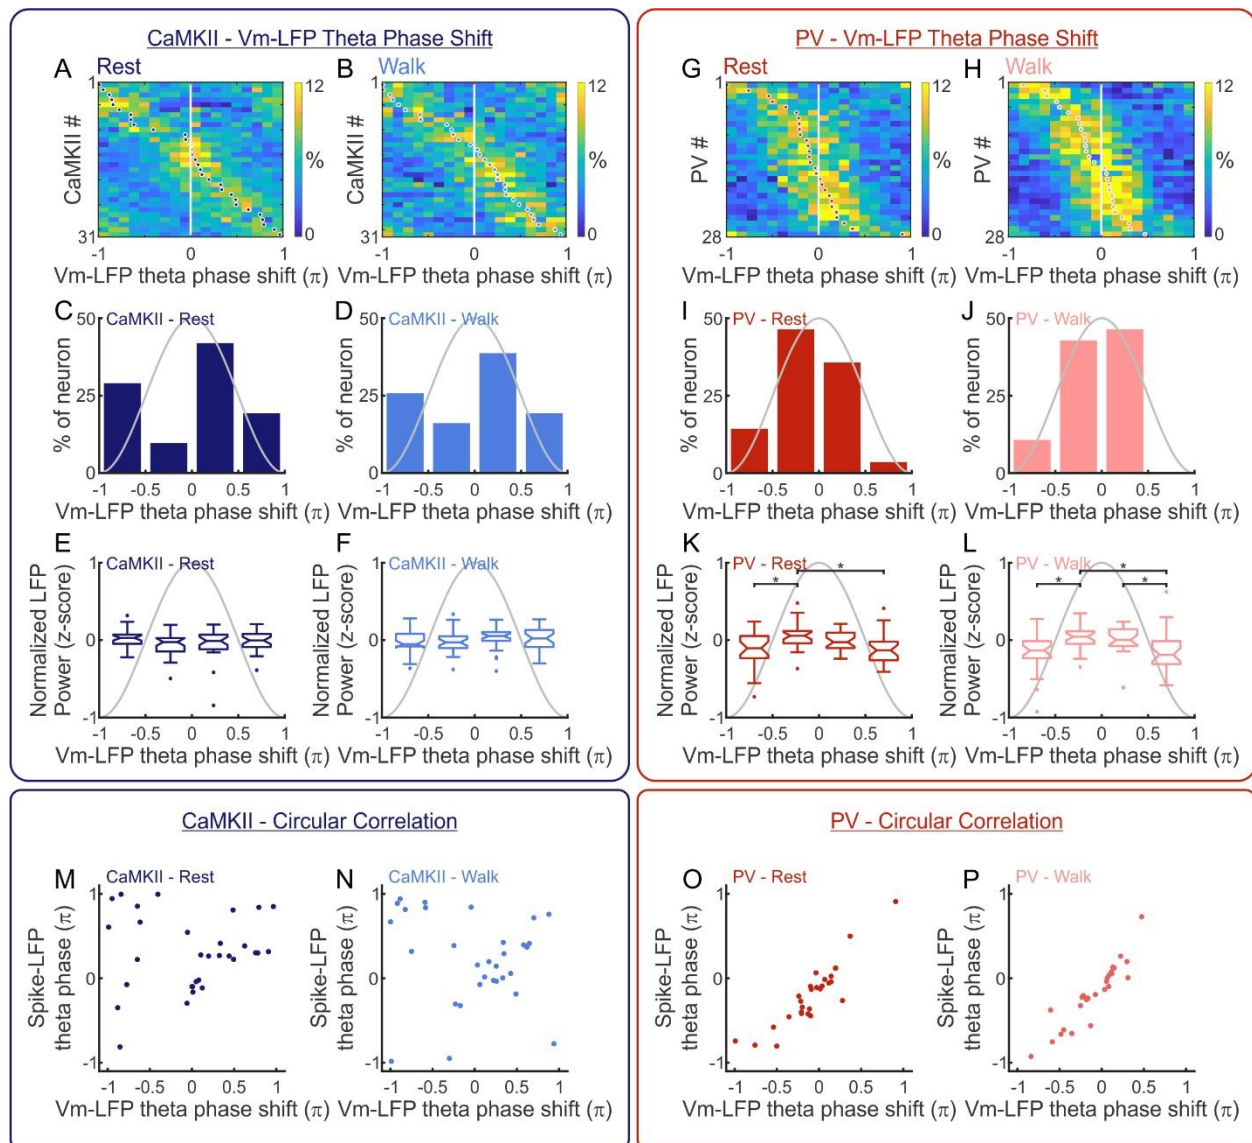 CaMKII - Vm-LFP Theta Phase Shift
A Rest
B Walk
1
CaMKII #
31
12
%
0
-1 0 1
Vm-LFP theta phase shift (π)
1
CaMKII #
31
12
%
0
-1 0 1
Vm-LFP theta phase shift (π)
C CaMKII - Rest
50
25
0
% of neuron
-1 -0.5 0 0.5 1
Vm-LFP theta phase shift (π)
D CaMKII - Walk
50
25
0
% of neuron
-1 -0.5 0 0.5 1
Vm-LFP theta phase shift (π)
E CaMKII - Rest
1
0
-1
Normalized LFP
Power (z-score)
-1 -0.5 0 0.5 1
Vm-LFP theta phase shift (π)
F CaMKII - Walk
1
0
-1
Normalized LFP
Power (z-score)
-1 -0.5 0 0.5 1
Vm-LFP theta phase shift (π)
PV - Vm-LFP Theta Phase Shift
G Rest
H Walk
1
PV #
28
12
%
0
-1 0 1
Vm-LFP theta phase shift (π)
1
PV #
28
12
%
0
-1 0 1
Vm-LFP theta phase shift (π)
I PV - Rest
50
25
0
% of neuron
-1 -0.5 0 0.5 1
Vm-LFP theta phase shift (π)
J PV - Walk
50
25
0
% of neuron
-1 -0.5 0 0.5 1
Vm-LFP theta phase shift (π)
K PV - Rest
* *
1
0
-1
Normalized LFP
Power (z-score)
-1 -0.5 0 0.5 1
Vm-LFP theta phase shift (π)
L PV - Walk
* * *
1
0
-1
Normalized LFP
Power (z-score)
-1 -0.5 0 0.5 1
Vm-LFP theta phase shift (π)
CaMKII - Circular Correlation
M CaMKII - Rest
1
0
-1
Spike-LFP
theta phase (π)
-1 -0.5 0 0.5 1
Vm-LFP theta phase shift (π)
N CaMKII - Walk
1
0
-1
Spike-LFP
theta phase (π)
-1 -0.5 0 0.5 1
Vm-LFP theta phase shift (π)
PV - Circular Correlation
O PV - Rest
1
0
-1
Spike-LFP
theta phase (π)
-1 -0.5 0 0.5 1
Vm-LFP theta phase shift (π)
P PV - Walk
1
0
-1
Spike-LFP
theta phase (π)
-1 -0.5 0 0.5 1
Vm-LFP theta phase shift (π)